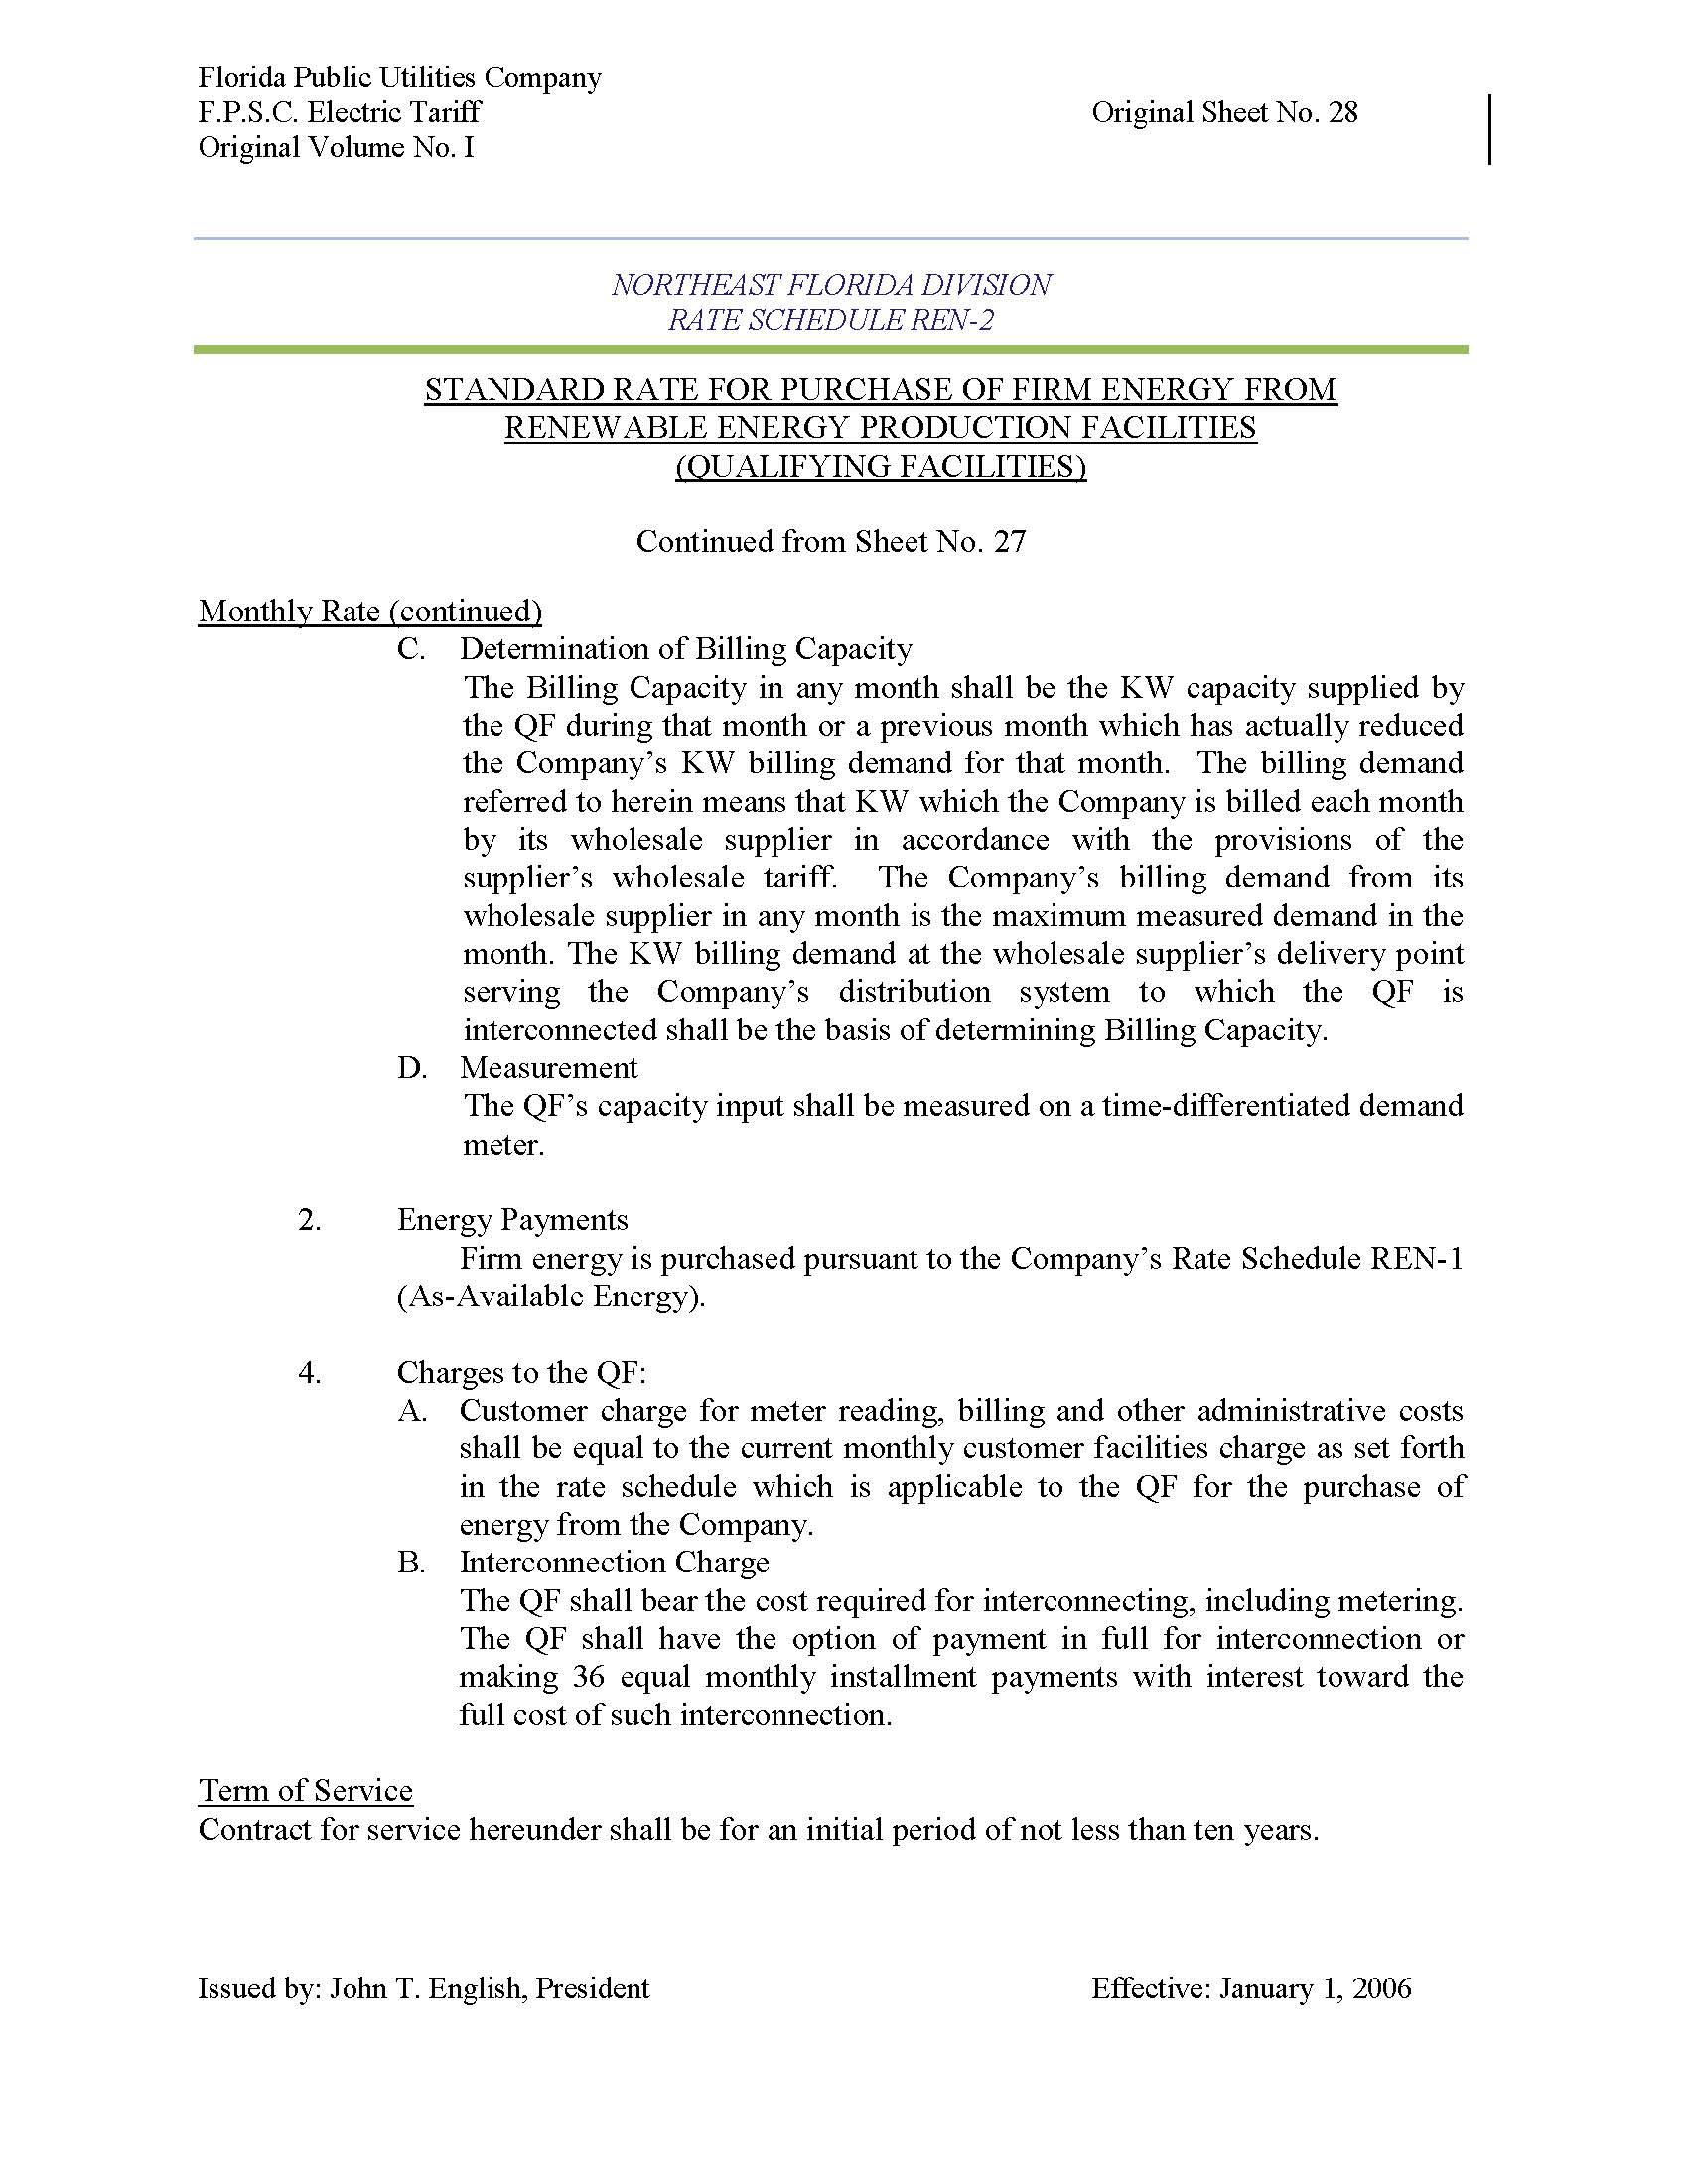 Florida Public Utilities Company
F.P.S.C. Electric Tariff
Original Sheet No. 28
Original Volume No. I
NORTHEAST FLORIDA DIVISION
RATE SCHEDULE REN-2
STANDARD RATE FOR PURCHASE OF FIRM ENERGY FROM
RENEWABLE ENERGY PRODUCTION FACILITIES
(QUALIFYING FACILITIES)
Continued from Sheet No. 27
Monthly Rate (continued)
C. Determination of Billing Capacity
The Billing Capacity in any month shall be the KW capacity supplied by
the QF during that month or a previous month which has actually reduced
the Company’s KW billing demand for that month. The billing demand
referred to herein means that KW which the Company is billed each month
by its wholesale supplier in accordance with the provisions of the
supplier’s wholesale tariff. The Company’s billing demand from its
wholesale supplier in any month is the maximum measured demand in the
month. The KW billing demand at the wholesale supplier’s delivery point
serving the Company’s distribution system to which the QF is
interconnected shall be the basis of determining Billing Capacity.
D. Measurement
The QF’s capacity input shall be measured on a time-differentiated demand
meter.
2. Energy Payments
Firm energy is purchased pursuant to the Company’s Rate Schedule REN-1
(As-Available Energy).
4. Charges to the QF:
A. Customer charge for meter reading, billing and other administrative costs
shall be equal to the current monthly customer facilities charge as set forth
in the rate schedule which is applicable to the QF for the purchase of
energy from the Company.
B. Interconnection Charge
The QF shall bear the cost required for interconnecting, including metering.
The QF shall have the option of payment in full for interconnection or
making 36 equal monthly installment payments with interest toward the
full cost of such interconnection.
Term of Service
Contract for service hereunder shall be for an initial period of not less than ten years.
Issued by: John T. English, President
Effective: January 1, 2006